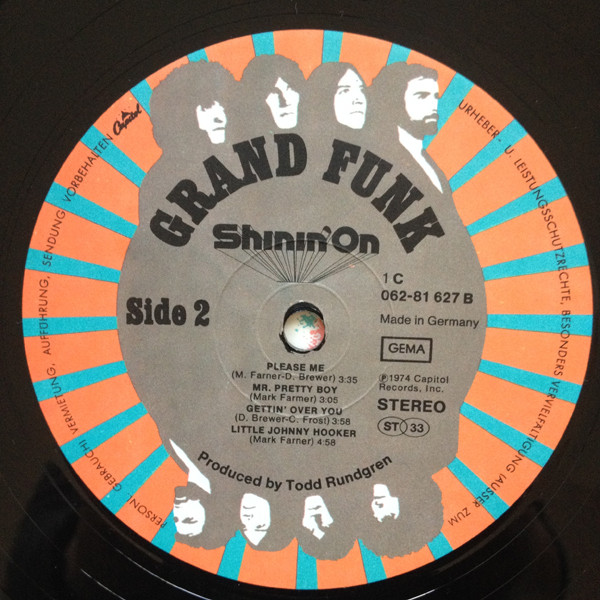 Capitol
GRAND FUNK
Shinin' On
Side 2
1 C
062-81 627 B
Made in Germany
GEMA
℗ 1974 Capitol
Records, Inc.
STEREO
ST 33
PLEASE ME
(M. Farner-D. Brewer) 3:35
MR. PRETTY BOY
(Mark Farmer) 3:05
GETTIN' OVER YOU
(D. Brewer-C. Frost) 3:58
LITTLE JOHNNY HOOKER
(Mark Farner) 4:58
Produced by Todd Rundgren
URHEBER- U. LEISTUNGSSCHUTZRECHTE, BESONDERS VERVIELFÄLTIGUNG (AUSSER ZUM
PERSÖNL. GEBRAUCH) VERMIETUNG, AUFFÜHRUNG, SENDUNG, VORBEHALTEN